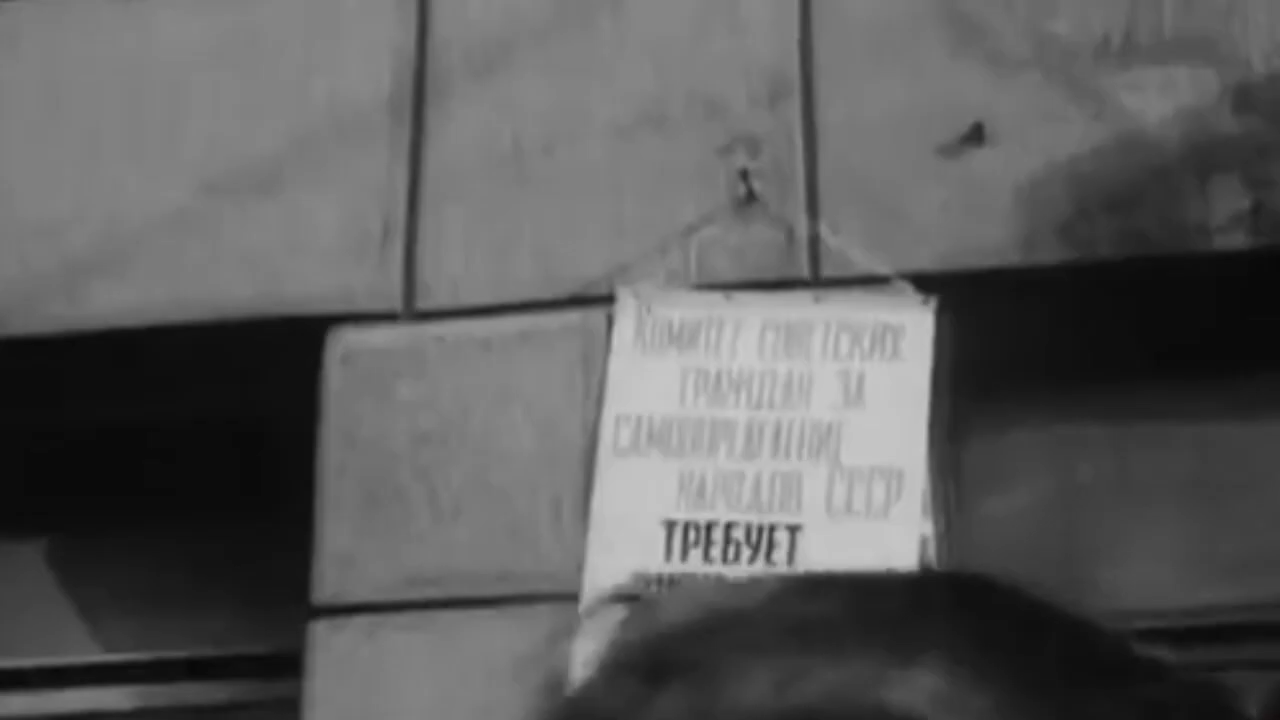 Комитет советских
граждан за
самоопределение
народов СССР
ТРЕБУЕТ